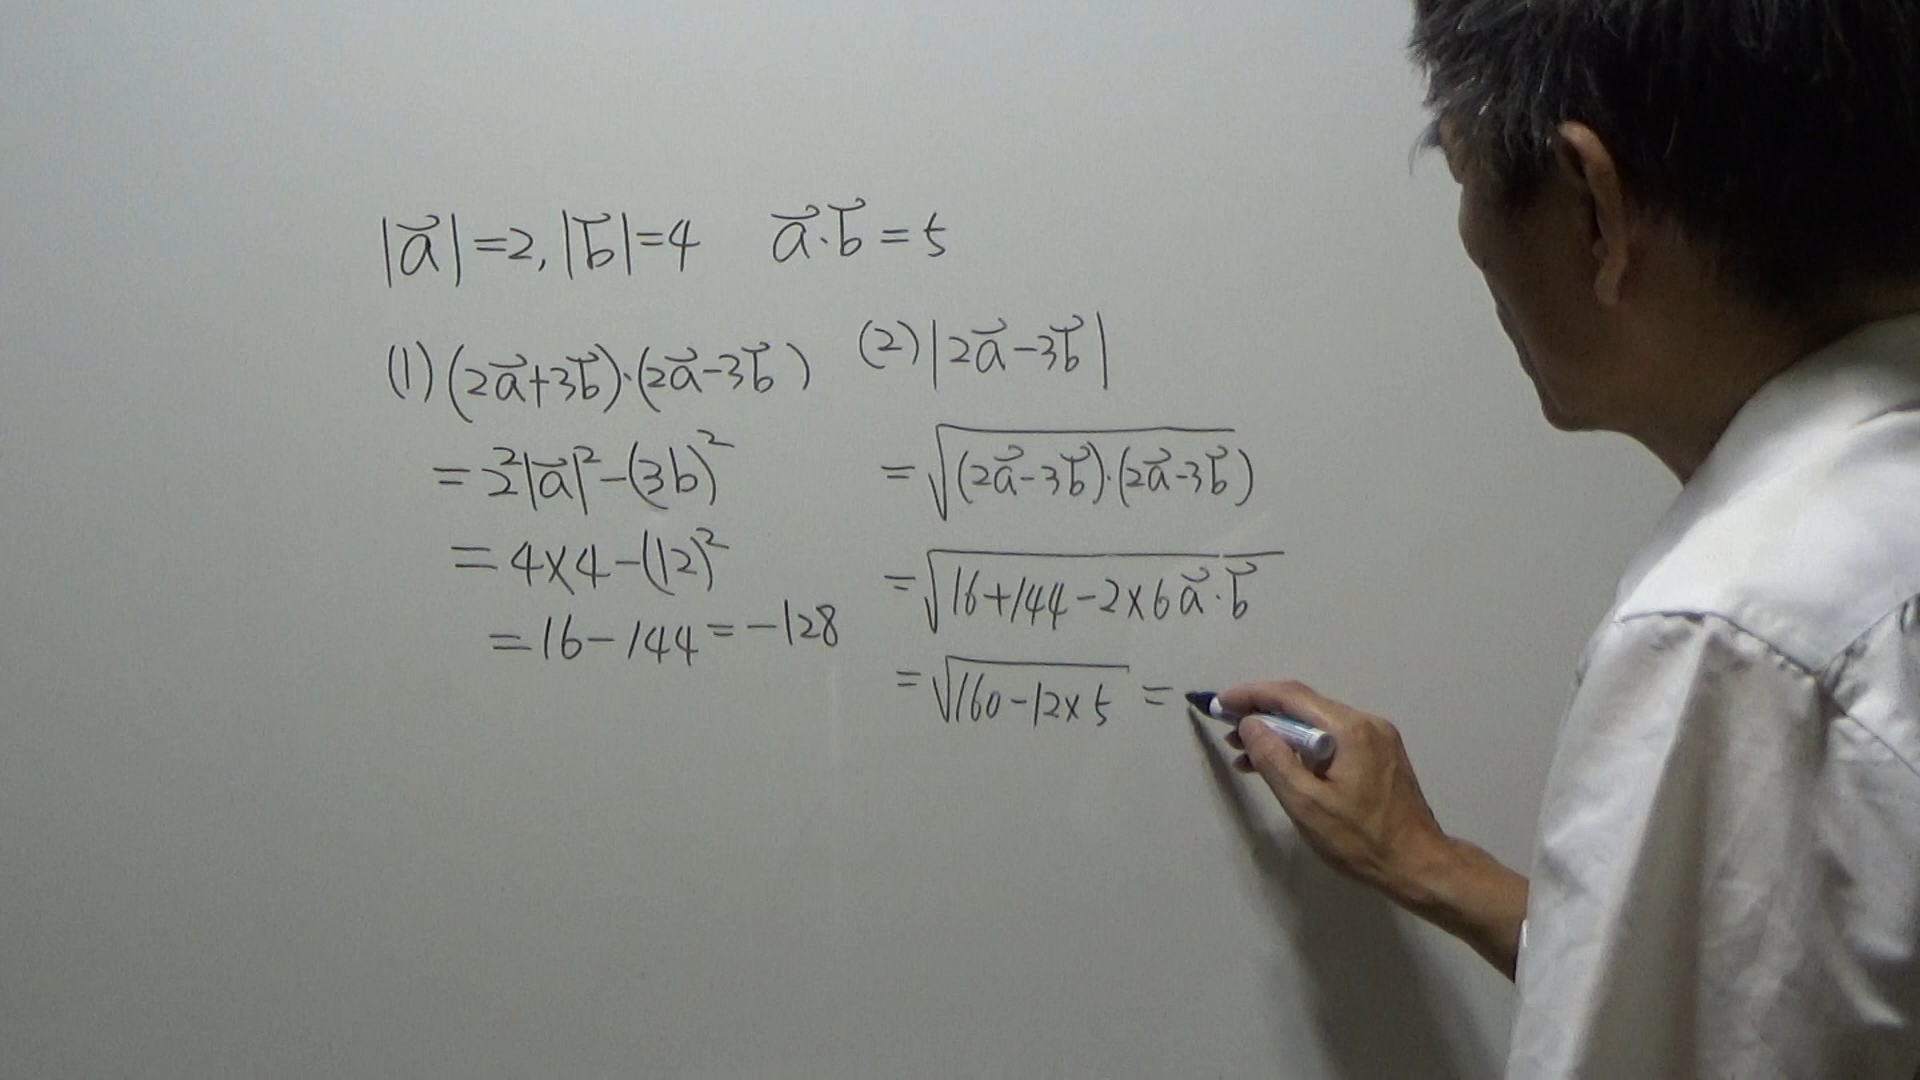 |a⃗|=2, |b⃗|=4 a⃗·b⃗=5
(1) (2a⃗+3b⃗)·(2a⃗-3b⃗)
=2²|a⃗|²-(3b)²
=4×4-(12)²
=16-144=-128
(2) |2a⃗-3b⃗|
=√(2a⃗-3b⃗)·(2a⃗-3b⃗)
=√16+144-2×6a⃗·b⃗
=√160-12×5 =